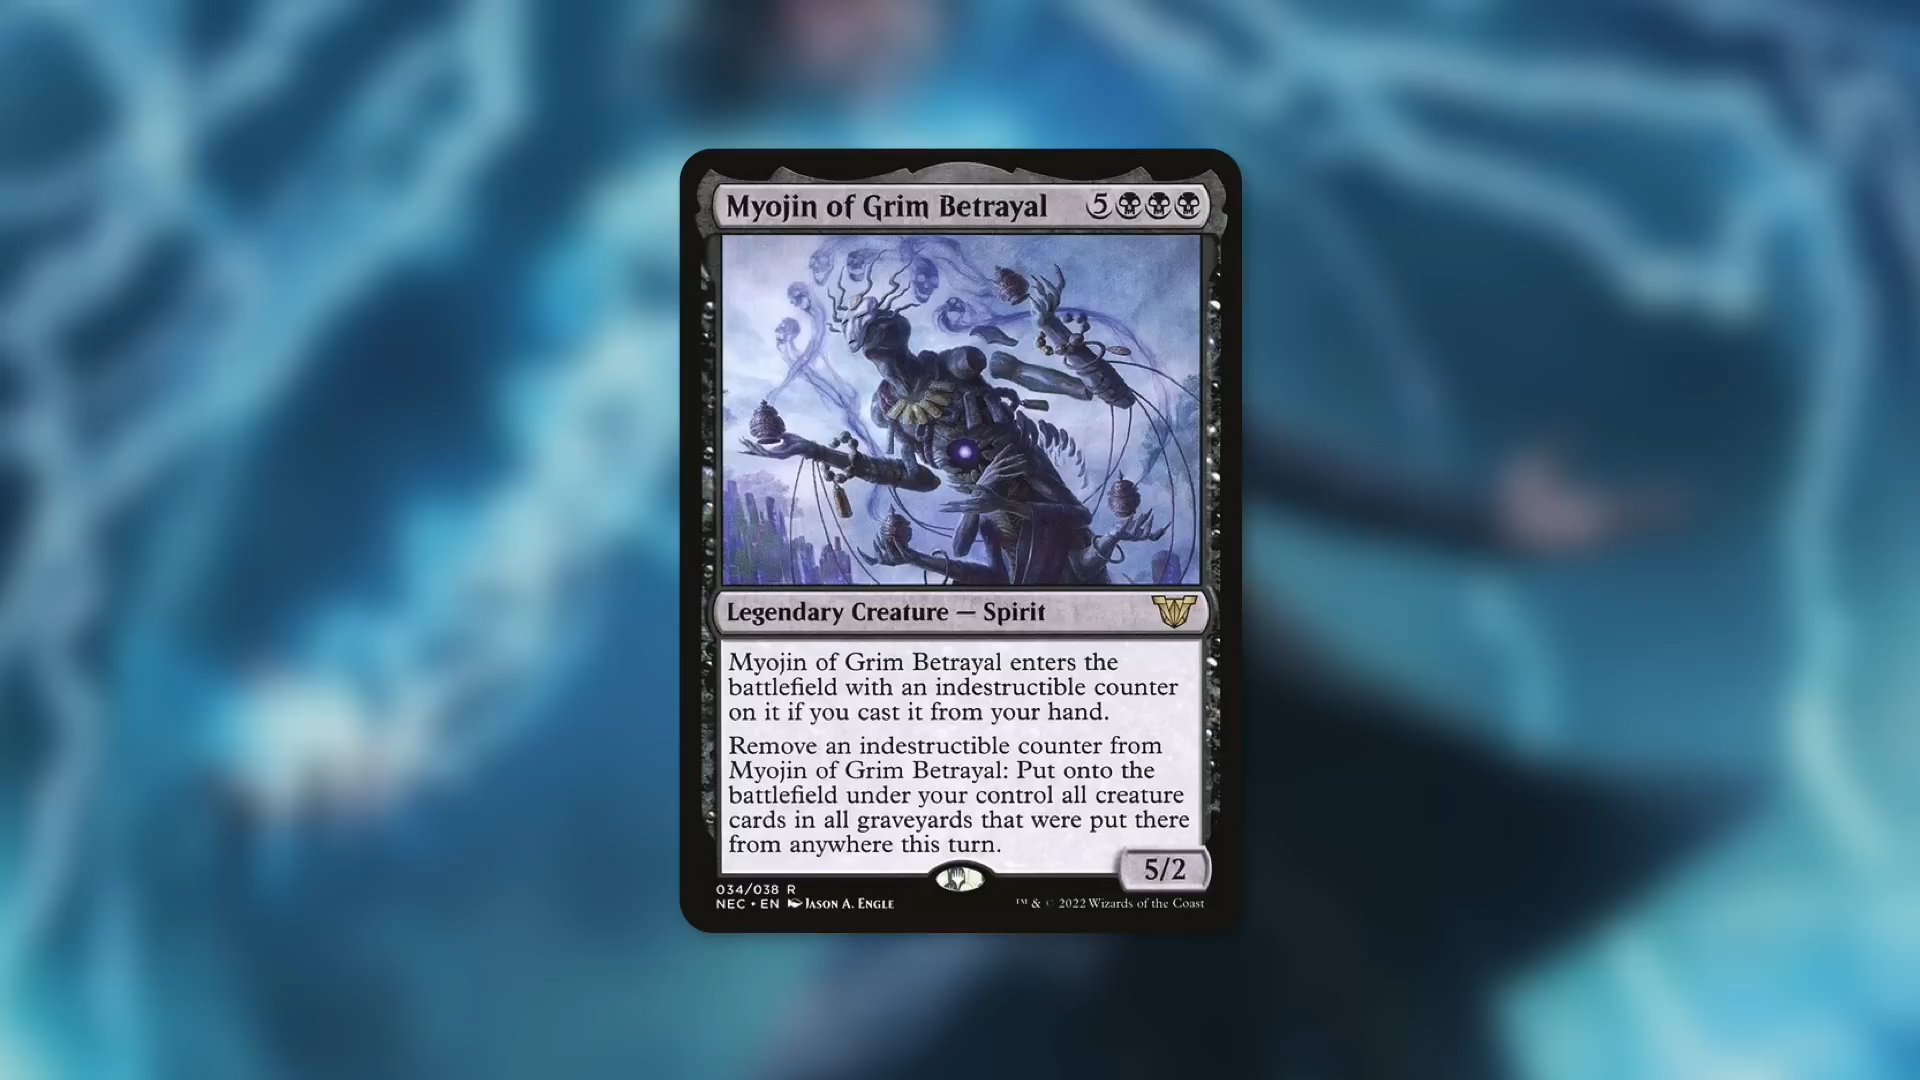 Myojin of Grim Betrayal 5
Legendary Creature — Spirit
Myojin of Grim Betrayal enters the
battlefield with an indestructible counter
on it if you cast it from your hand.
Remove an indestructible counter from
Myojin of Grim Betrayal: Put onto the
battlefield under your control all creature
cards in all graveyards that were put there
from anywhere this turn.
5/2
034/038 R
NEC • EN Jason A. Engle
™ & © 2022 Wizards of the Coast